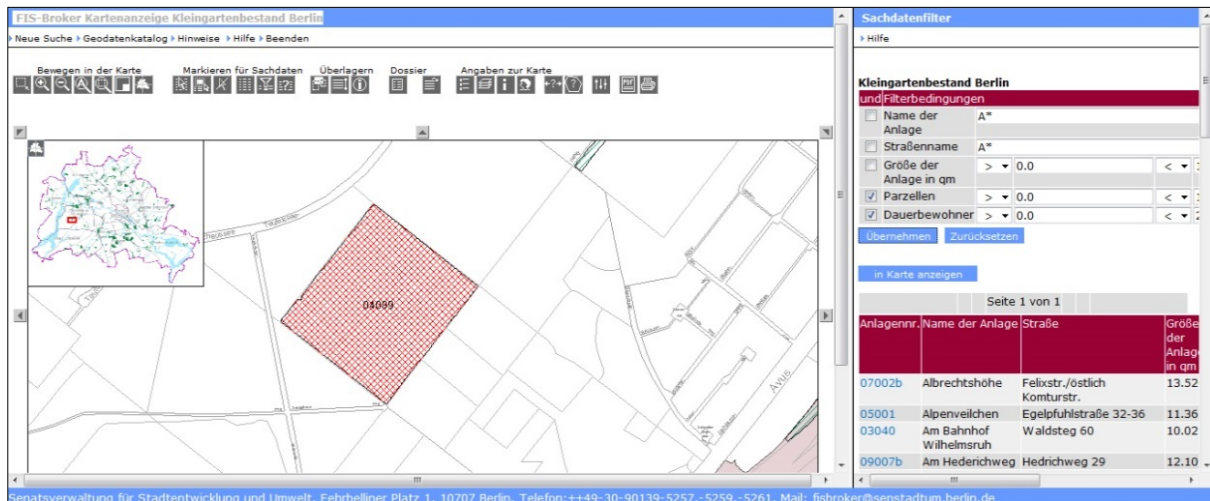 FIS-Broker Kartenanzeige Kleingartenbestand Berlin
Neue Suche Geodatenkatalog Hinweise Hilfe Beenden
Bewegen in der Karte Markieren für Sachdaten Überlagern Dossier Angaben zur Karte
04089
Avus
Sachdatenfilter
Hilfe
Kleingartenbestand Berlin
und Filterbedingungen
Name der Anlage A*
Straßenname A*
Größe der Anlage in qm > 0.0 <
Parzellen > 0.0 <
Dauerbewohner > 0.0 <
Übernehmen Zurücksetzen
in Karte anzeigen
Seite 1 von 1
Anlagennr. Name der Anlage Straße Größe der Anlage in qm
07002b Albrechtshöhe Felixstr./östlich Komturstr. 13.52
05001 Alpenveilchen Egelpfuhlstraße 32-36 11.36
03040 Am Bahnhof Wilhelmsruh Waldsteg 60 10.02
09007b Am Hederichweg Hedrichweg 29 12.10
Senatsverwaltung für Stadtentwicklung und Umwelt, Fehrbelliner Platz 1, 10707 Berlin, Telefon:++49-30-90139-5257,-5259,-5261, Mail: fisbroker@senstadtum.berlin.de